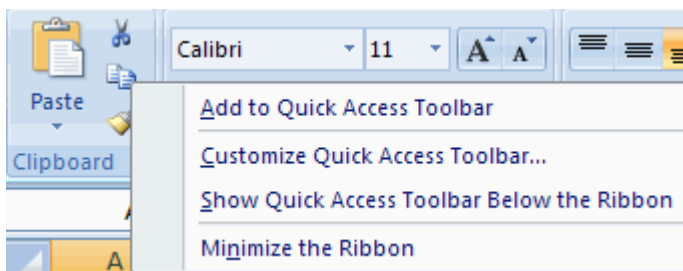 Calibri 11 A A
Paste
Clipboard
Add to Quick Access Toolbar
Customize Quick Access Toolbar...
Show Quick Access Toolbar Below the Ribbon
Minimize the Ribbon
A